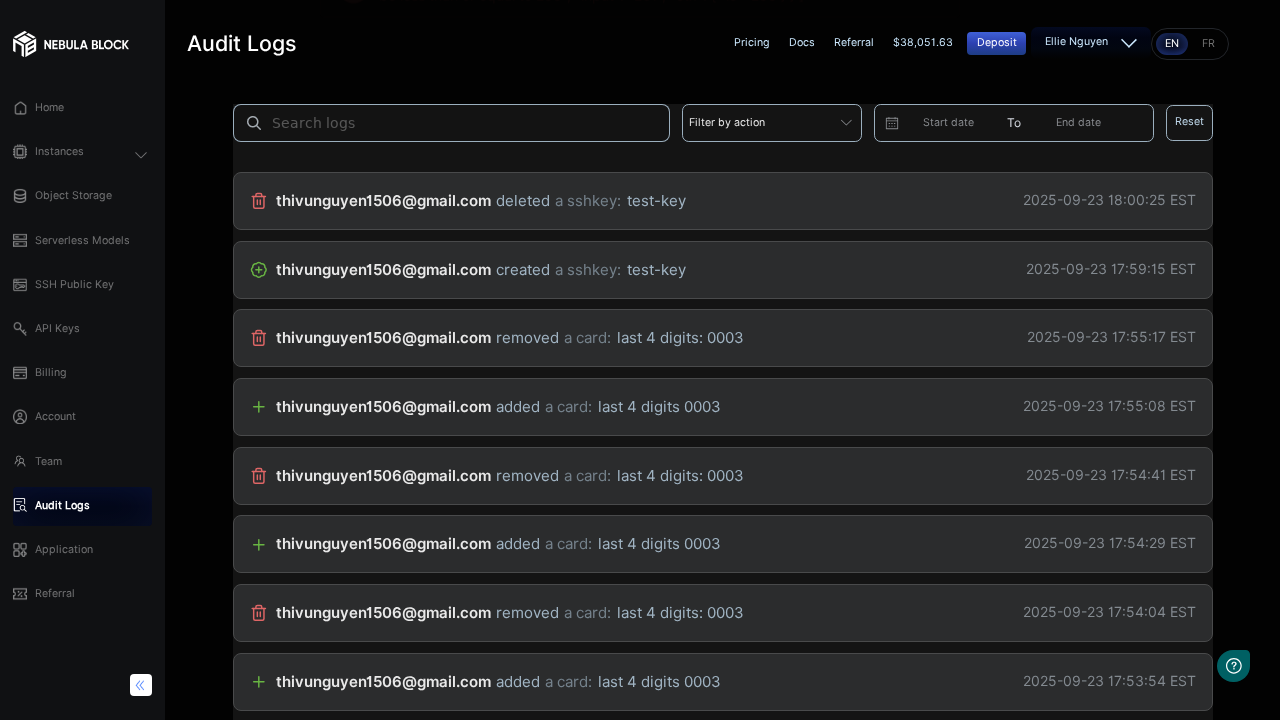 NEBULA BLOCK
Audit Logs
Pricing
Docs
Referral
$38,051.63
Deposit
Ellie Nguyen
EN
FR
Home
Instances
Object Storage
Serverless Models
SSH Public Key
API Keys
Billing
Account
Team
Audit Logs
Application
Referral
Search logs
Filter by action
Start date
To
End date
Reset
thivunguyen1506@gmail.com deleted a sshkey: test-key 2025-09-23 18:00:25 EST
thivunguyen1506@gmail.com created a sshkey: test-key 2025-09-23 17:59:15 EST
thivunguyen1506@gmail.com removed a card: last 4 digits: 0003 2025-09-23 17:55:17 EST
thivunguyen1506@gmail.com added a card: last 4 digits 0003 2025-09-23 17:55:08 EST
thivunguyen1506@gmail.com removed a card: last 4 digits: 0003 2025-09-23 17:54:41 EST
thivunguyen1506@gmail.com added a card: last 4 digits 0003 2025-09-23 17:54:29 EST
thivunguyen1506@gmail.com removed a card: last 4 digits: 0003 2025-09-23 17:54:04 EST
thivunguyen1506@gmail.com added a card: last 4 digits 0003 2025-09-23 17:53:54 EST